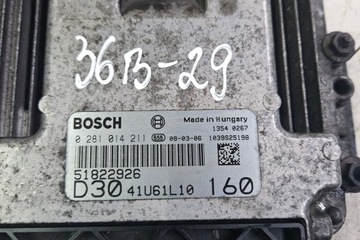 36B-29
BOSCH Made in Hungary
1354 0267
0 281 014 211 08-03-06 1039S25198
51822926
D30 41U61L10 160